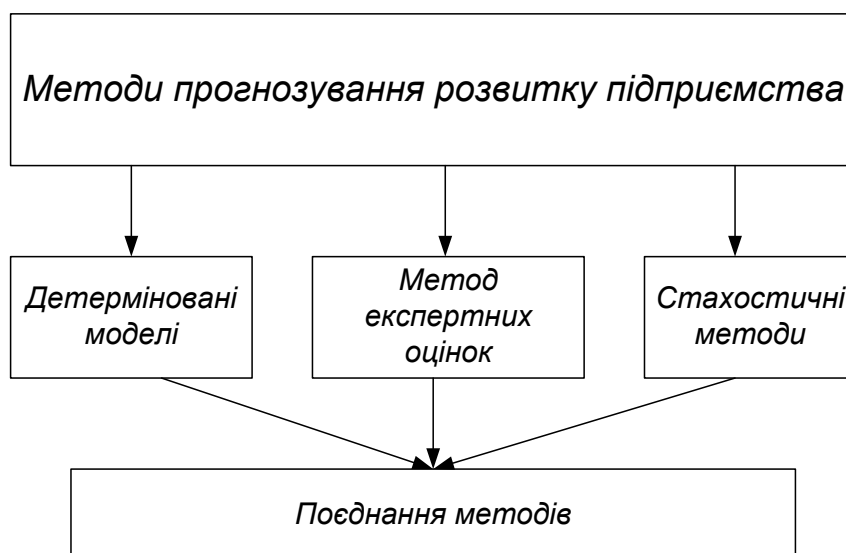 Методи прогнозування розвитку підприємства
Детерміновані
моделі
Метод
експертних
оцінок
Стахостичні
методи
Поєднання методів